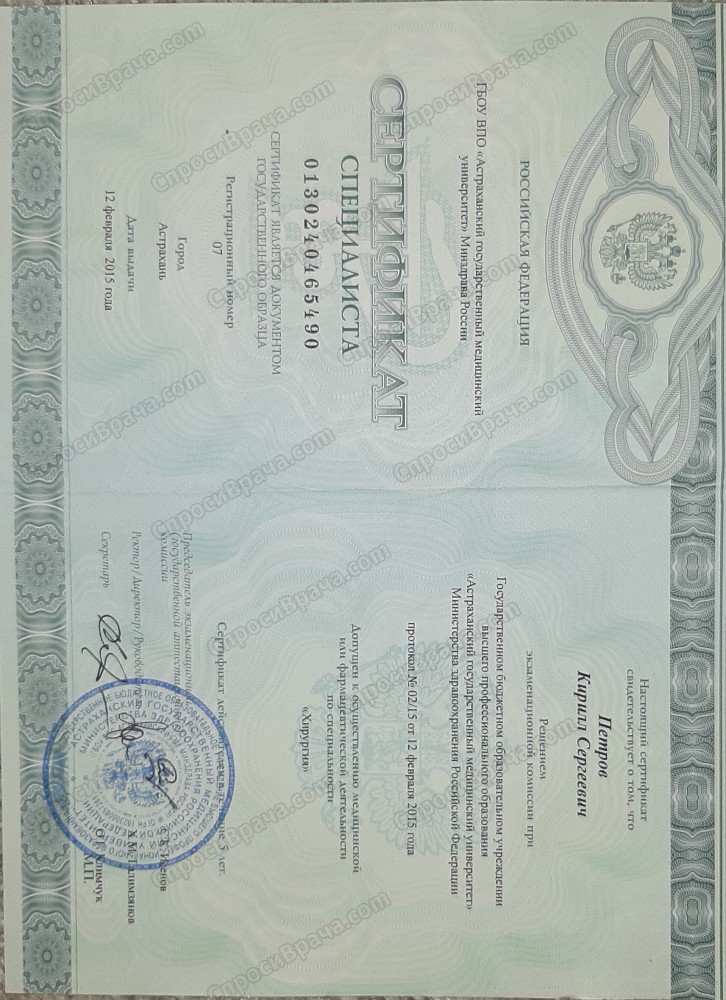 РОССИЙСКАЯ ФЕДЕРАЦИЯ
ГБОУ ВПО «Астраханский государственный медицинский
университет» Минздрава России
СЕРТИФИКАТ
СПЕЦИАЛИСТА
0130240465490
СЕРТИФИКАТ ЯВЛЯЕТСЯ ДОКУМЕНТОМ
ГОСУДАРСТВЕННОГО ОБРАЗЦА
Регистрационный номер
07
Город
Астрахань
Дата выдачи
12 февраля 2015 года
Настоящий сертификат
свидетельствует о том, что
Петров
Кирилл Сергеевич
Решением
экзаменационной комиссии при
Государственном бюджетном образовательном учреждении
высшего профессионального образования
«Астраханский государственный медицинский университет»
Министерства здравоохранения Российской Федерации
протокол № 02/15 от 12 февраля 2015 года
Допущен к осуществлению медицинской
или фармацевтической деятельности
по специальности
«Хирургия»
Сертификат 5 лет.
Председатель экзаменационной
(государственной
комиссии
Ректор/Директор/
Секретарь
М.П.
СпросиВрача.com